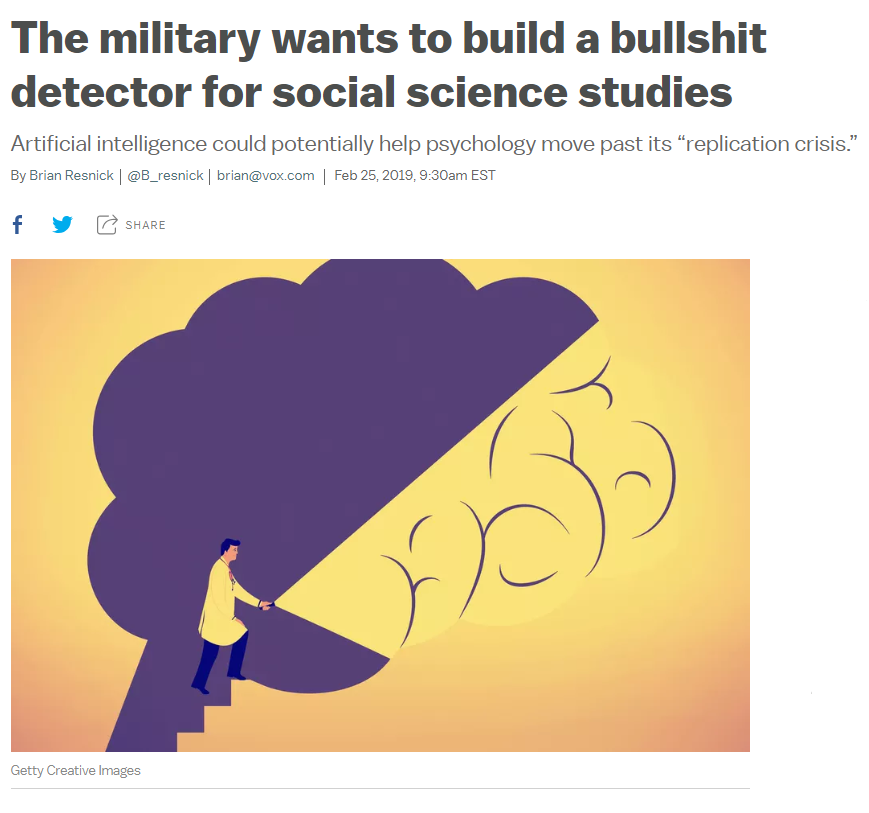 The military wants to build a bullshit
detector for social science studies
Artificial intelligence could potentially help psychology move past its “replication crisis.”
By Brian Resnick | @B_resnick | brian@vox.com | Feb 25, 2019, 9:30am EST
SHARE
Getty Creative Images